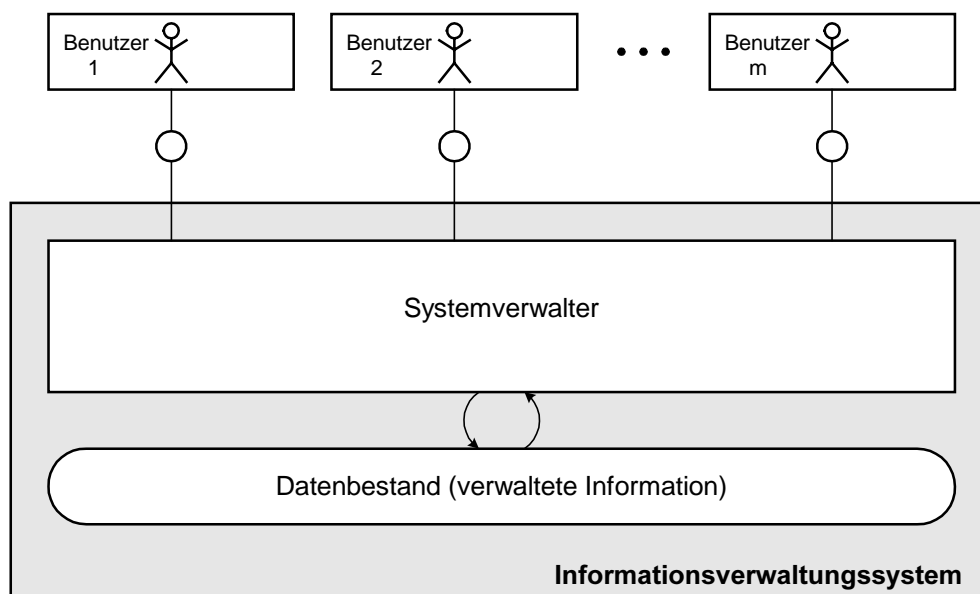 Benutzer
1
Benutzer
2
• • •
Benutzer
m
Systemverwalter
Datenbestand (verwaltete Information)
Informationsverwaltungssystem